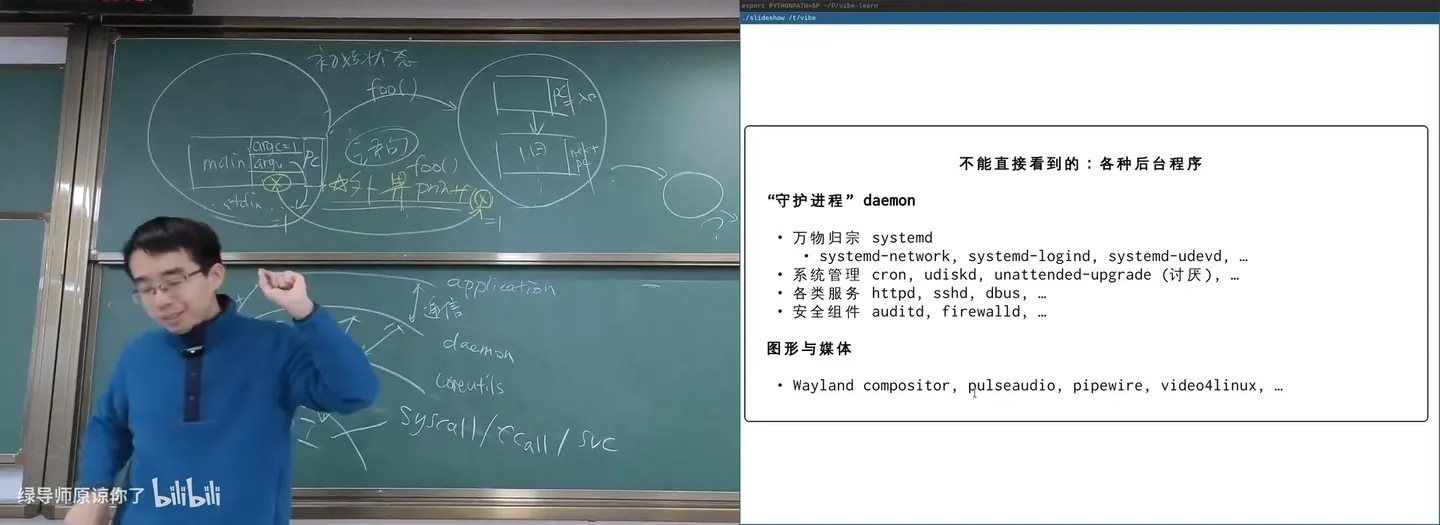 初始状态
foo()
main
argc=1
argv
PC
PC
next
pc
foo()
printf
=1
=1
application
通信
daemon
coreutils
syscall/ecall/svc
绿导师原谅你了 bilibili
export PYTHONPATH=$P ~/P/vibe-learn
./slideshow /t/vibe
不能直接看到的：各种后台程序
“守护进程” daemon
• 万物归宗 systemd
• systemd-network, systemd-logind, systemd-udevd, …
• 系统管理 cron, udiskd, unattended-upgrade (讨厌), …
• 各类服务 httpd, sshd, dbus, …
• 安全组件 auditd, firewalld, …
图形与媒体
• Wayland compositor, pulseaudio, pipewire, video4linux, …